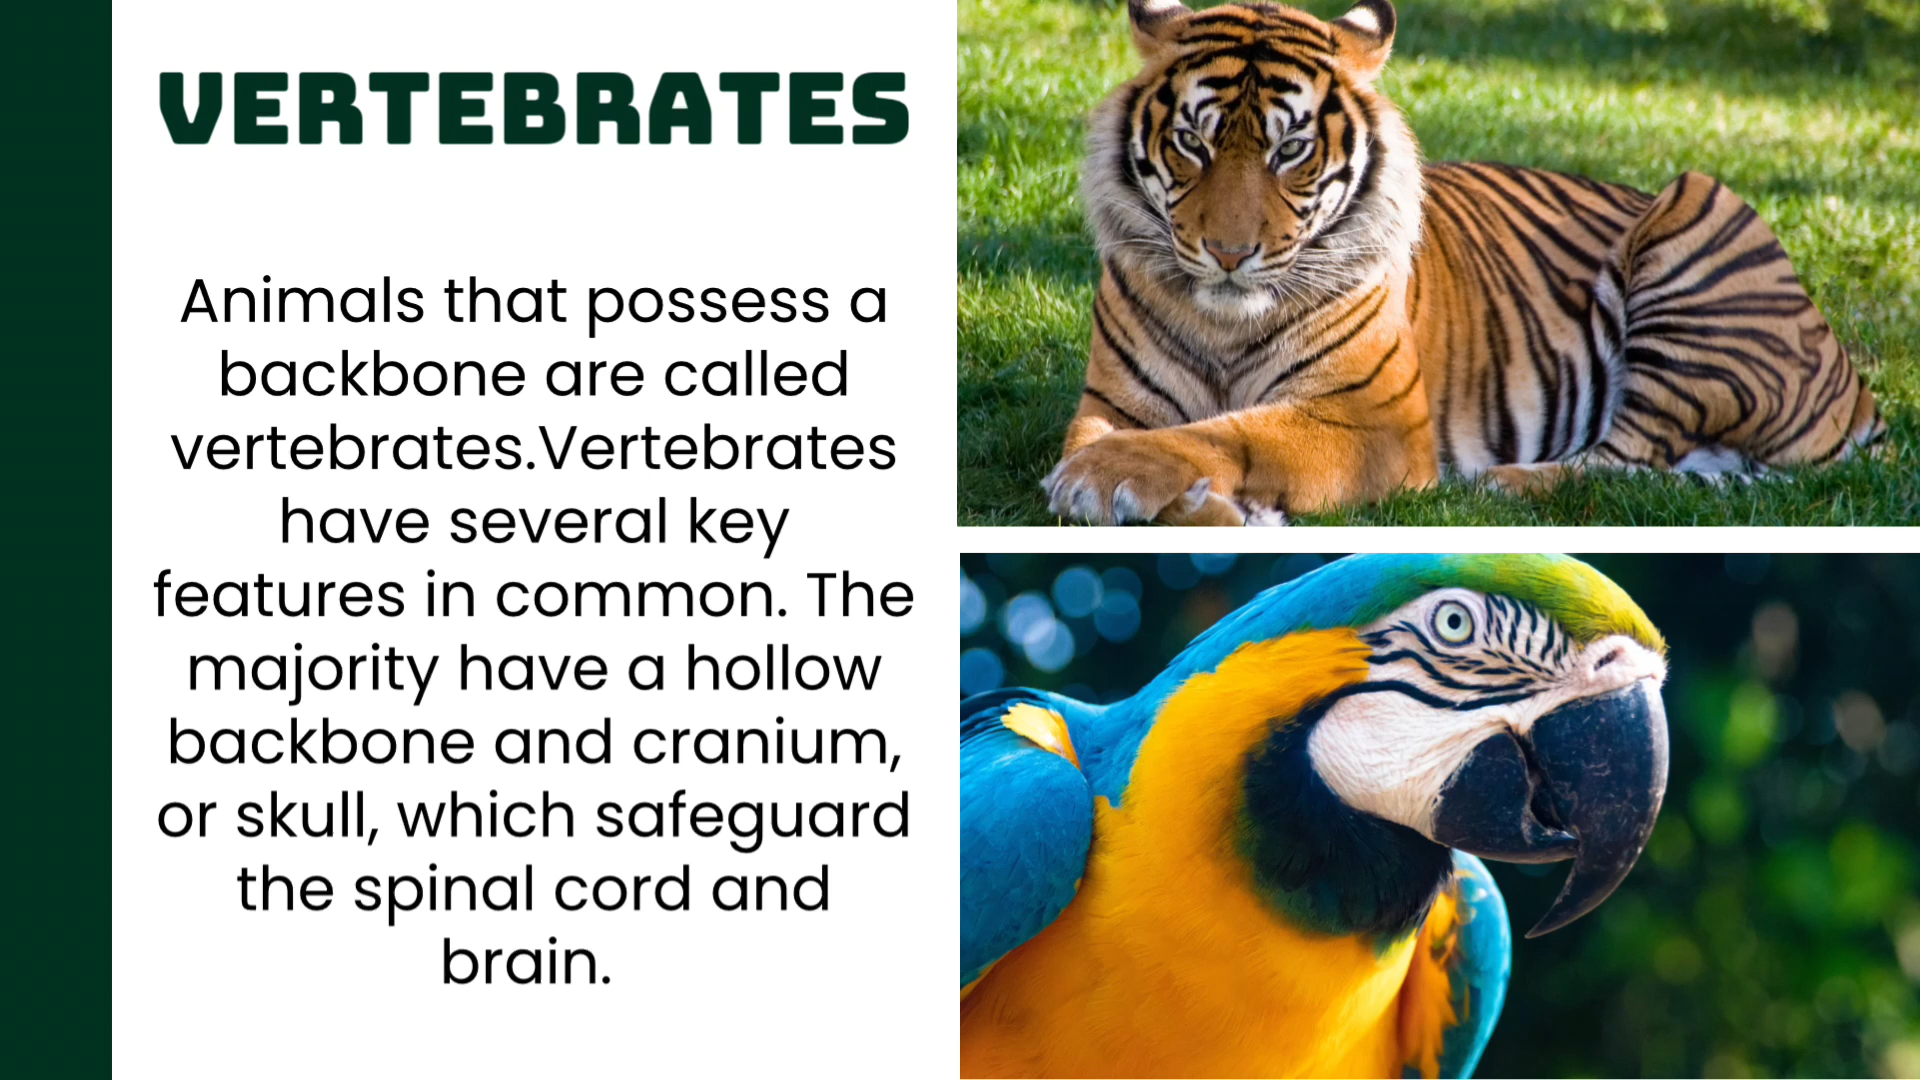 VERTEBRATES
Animals that possess a
backbone are called
vertebrates.Vertebrates
have several key
features in common. The
majority have a hollow
backbone and cranium,
or skull, which safeguard
the spinal cord and
brain.